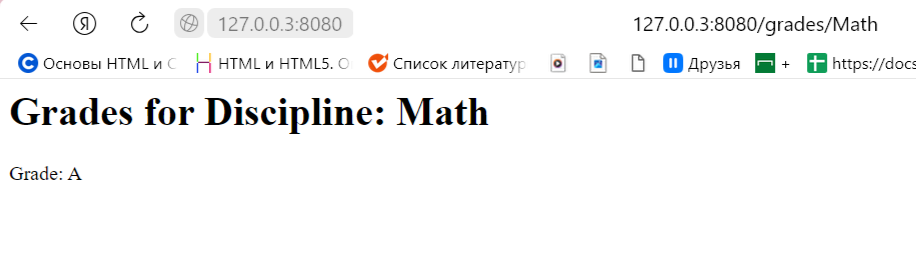 Я 127.0.0.3:8080 127.0.0.3:8080/grades/Math
Основы HTML и С HTML и HTML5. О Список литератур Друзья + https://docs
Grades for Discipline: Math
Grade: A